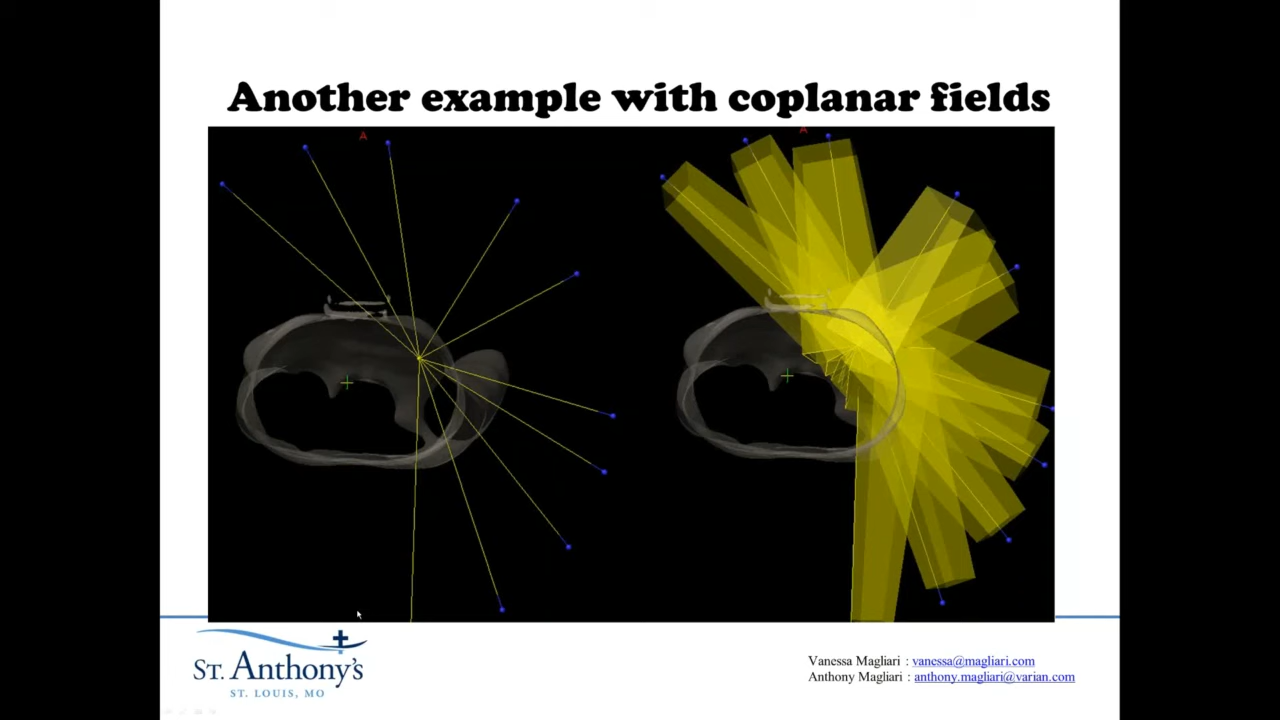 Another example with coplanar fields
A
A
St. Anthony's
ST. LOUIS, MO
Vanessa Magliari : vanessa@magliari.com
Anthony Magliari : anthony.magliari@varian.com